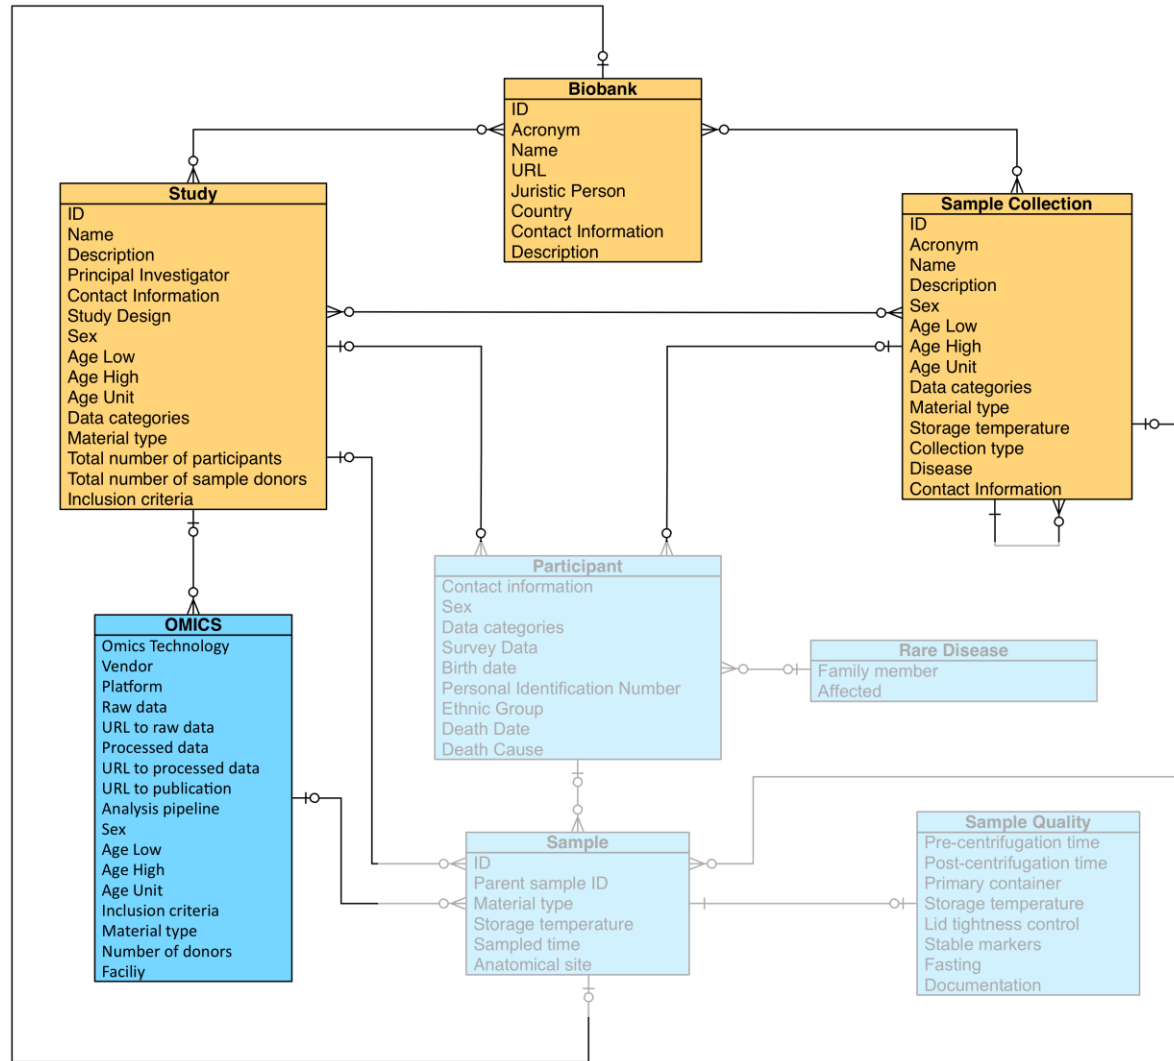 Biobank
ID
Acronym
Name
URL
Juristic Person
Country
Contact Information
Description
Study
ID
Name
Description
Principal Investigator
Contact Information
Study Design
Sex
Age Low
Age High
Age Unit
Data categories
Material type
Total number of participants
Total number of sample donors
Inclusion criteria
Sample Collection
ID
Acronym
Name
Description
Sex
Age Low
Age High
Age Unit
Data categories
Material type
Storage temperature
Collection type
Disease
Contact Information
Participant
Contact information
Sex
Data categories
Survey Data
Birth date
Personal Identification Number
Ethnic Group
Death Date
Death Cause
Rare Disease
Family member
Affected
OMICS
Omics Technology
Vendor
Platform
Raw data
URL to raw data
Processed data
URL to processed data
URL to publication
Analysis pipeline
Sex
Age Low
Age High
Age Unit
Inclusion criteria
Material type
Number of donors
Faciliy
Sample
ID
Parent sample ID
Material type
Storage temperature
Sampled time
Anatomical site
Sample Quality
Pre-centrifugation time
Post-centrifugation time
Primary container
Storage temperature
Lid tightness control
Stable markers
Fasting
Documentation